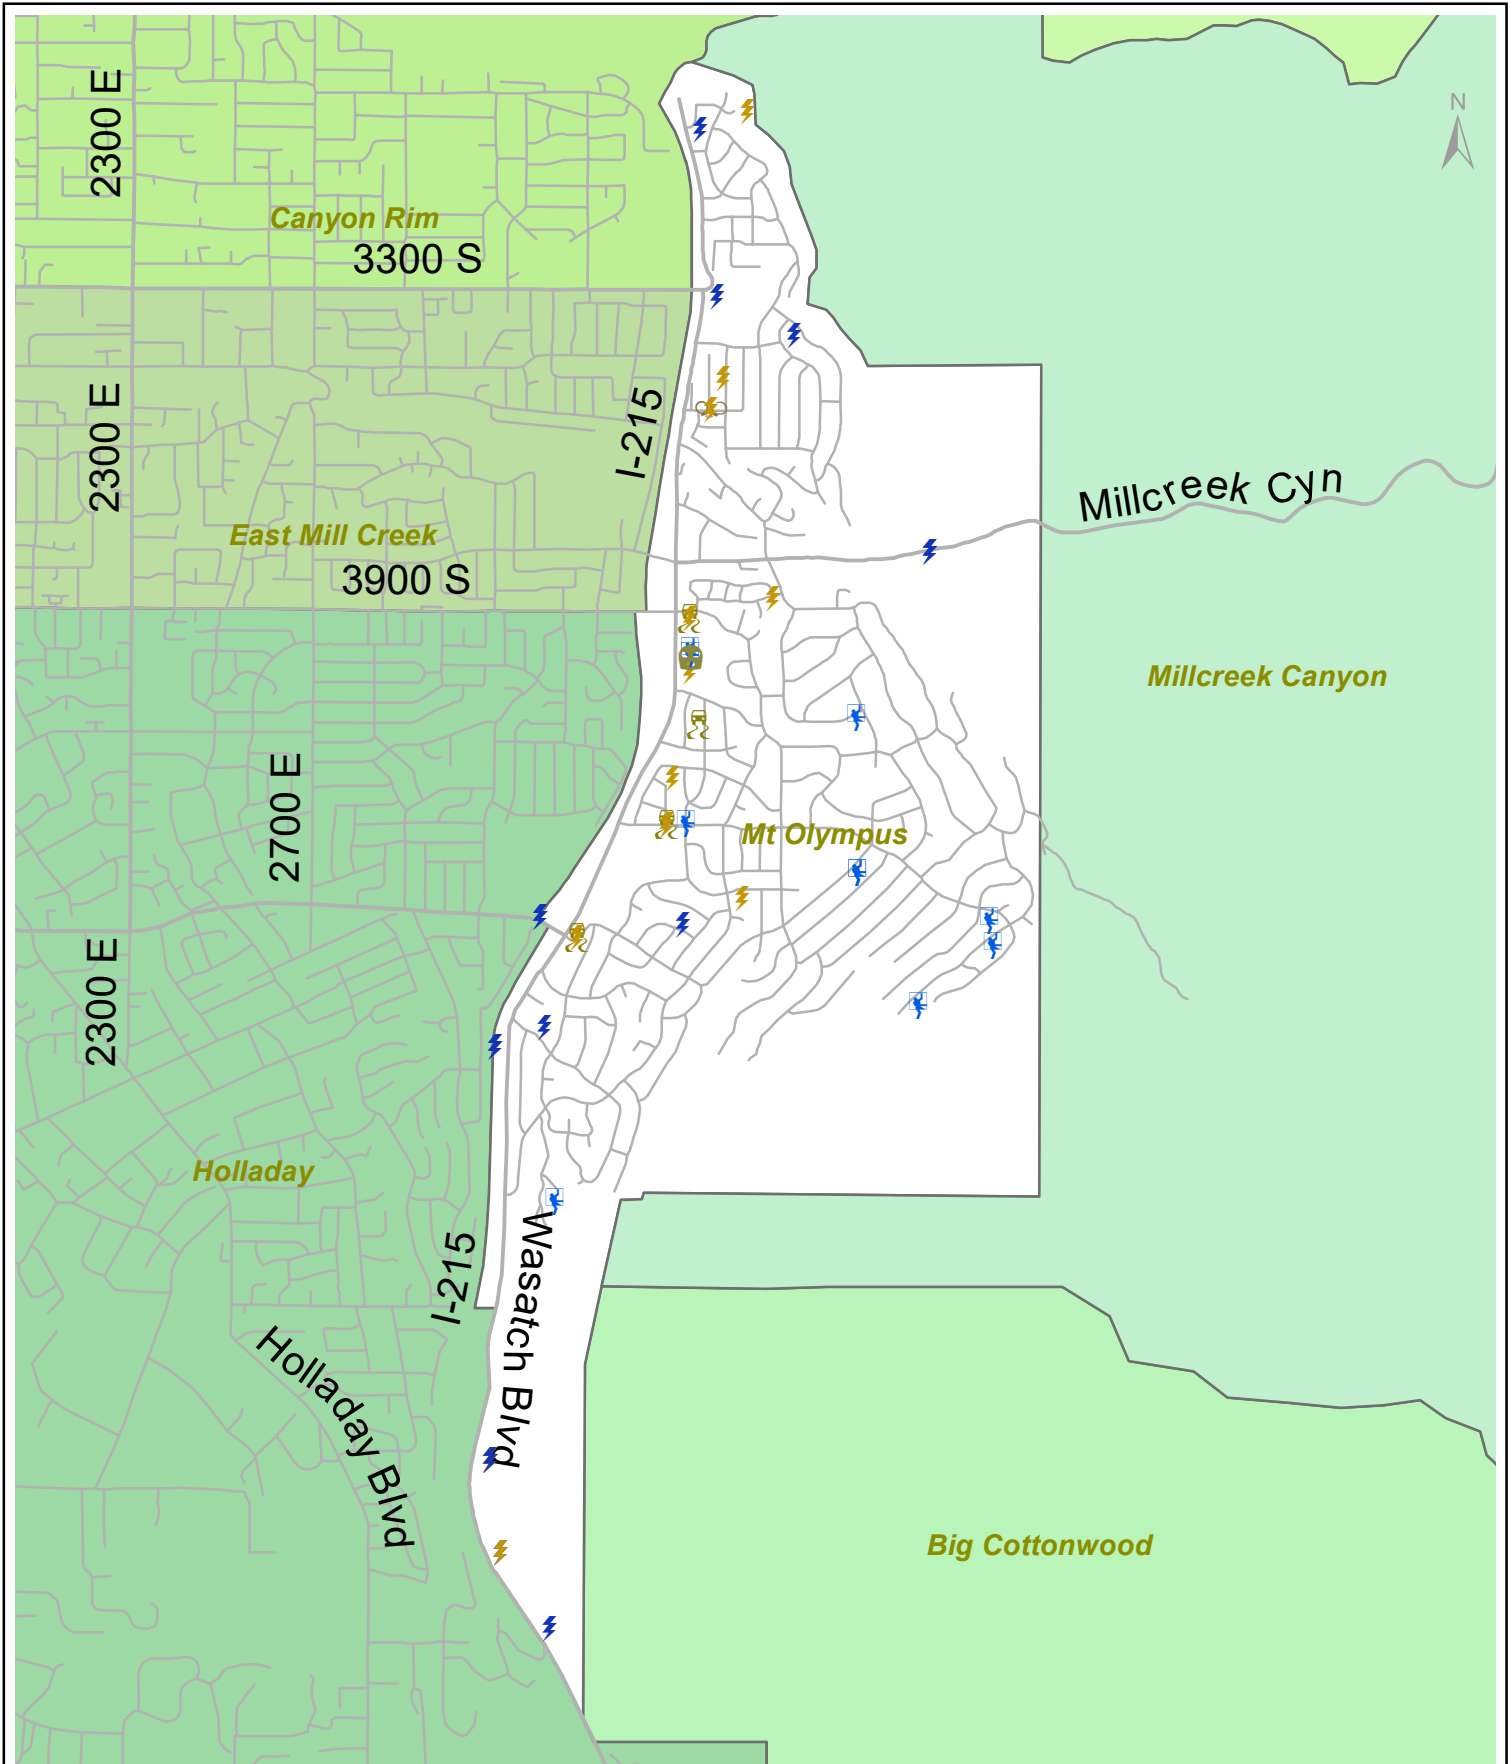 N
2300 E
Canyon Rim
3300 S
2300 E
I-215
Millcreek Cyn
East Mill Creek
3900 S
Millcreek Canyon
2700 E
Mt Olympus
2300 E
Holladay
I-215
Wasatch Blvd
Holladay Blvd
Big Cottonwood